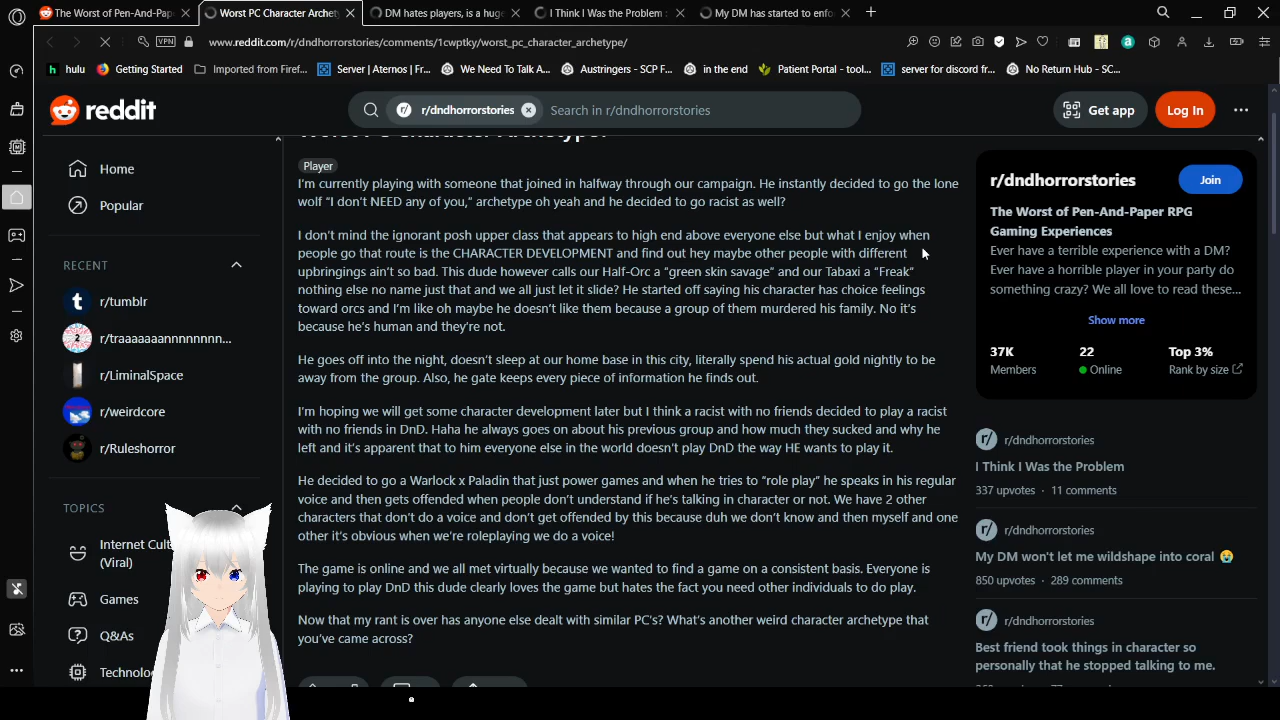 The Worst of Pen-And-Pape
Worst PC Character Archet
DM hates players, is a huge
I Think I Was the Problem :
My DM has started to enfo
VPN
www.reddit.com/r/dndhorrorstories/comments/1cwptky/worst_pc_character_archetype/
hulu
Getting Started
Imported from Firef...
Server | Aternos | Fr...
We Need To Talk A...
Austringers - SCP F...
in the end
Patient Portal - tool...
server for discord fr...
No Return Hub - SC...
reddit
r/dndhorrorstories
Search in r/dndhorrorstories
Get app
Log In
Home
Popular
RECENT
r/tumblr
r/traaaaaaannnnnnnn...
r/LiminalSpace
r/weirdcore
r/Ruleshorror
TOPICS
Internet Cult
(Viral)
Games
Q&As
Technolo
Worst PC Character Archetype?
Player
I'm currently playing with someone that joined in halfway through our campaign. He instantly decided to go the lone
wolf “I don't NEED any of you,” archetype oh yeah and he decided to go racist as well?
I don't mind the ignorant posh upper class that appears to high end above everyone else but what I enjoy when
people go that route is the CHARACTER DEVELOPMENT and find out hey maybe other people with different
upbringings ain't so bad. This dude however calls our Half-Orc a “green skin savage” and our Tabaxi a “Freak”
nothing else no name just that and we all just let it slide? He started off saying his character has choice feelings
toward orcs and I'm like oh maybe he doesn't like them because a group of them murdered his family. No it's
because he's human and they're not.
He goes off into the night, doesn't sleep at our home base in this city, literally spend his actual gold nightly to be
away from the group. Also, he gate keeps every piece of information he finds out.
I'm hoping we will get some character development later but I think a racist with no friends decided to play a racist
with no friends in DnD. Haha he always goes on about his previous group and how much they sucked and why he
left and it's apparent that to him everyone else in the world doesn't play DnD the way HE wants to play it.
He decided to go a Warlock x Paladin that just power games and when he tries to “role play” he speaks in his regular
voice and then gets offended when people don't understand if he's talking in character or not. We have 2 other
characters that don't do a voice and don't get offended by this because duh we don't know and then myself and one
other it's obvious when we're roleplaying we do a voice!
The game is online and we all met virtually because we wanted to find a game on a consistent basis. Everyone is
playing to play DnD this dude clearly loves the game but hates the fact you need other individuals to do play.
Now that my rant is over has anyone else dealt with similar PC's? What's another weird character archetype that
you've came across?
r/dndhorrorstories
Join
The Worst of Pen-And-Paper RPG
Gaming Experiences
Ever have a terrible experience with a DM?
Ever have a horrible player in your party do
something crazy? We all love to read these...
Show more
37K
Members
22
Online
Top 3%
Rank by size
r/dndhorrorstories
I Think I Was the Problem
337 upvotes · 11 comments
r/dndhorrorstories
My DM won't let me wildshape into coral 😭
850 upvotes · 289 comments
r/dndhorrorstories
Best friend took things in character so
personally that he stopped talking to me.